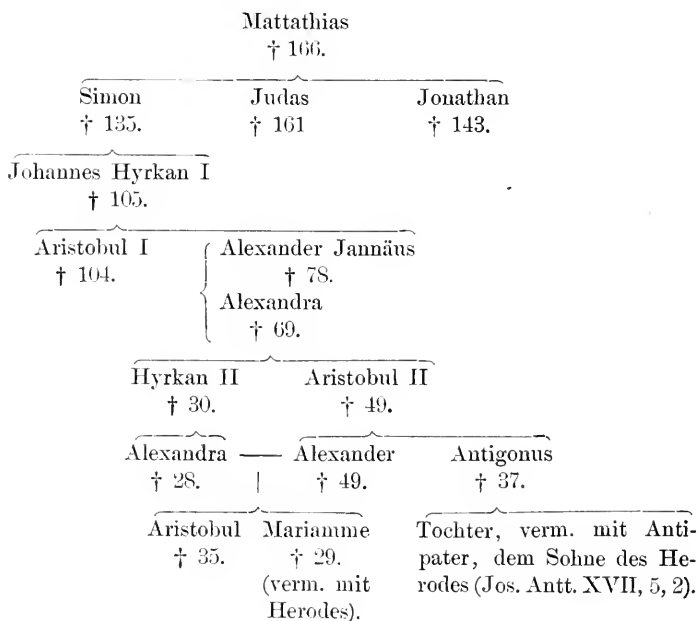 Mattathias
† 166.
Simon Judas Jonathan
† 135. † 161 † 143.
Johannes Hyrkan I
† 105.
Aristobul I Alexander Jannäus
† 104. † 78.
Alexandra
† 69.
Hyrkan II Aristobul II
† 30. † 49.
Alexandra — Alexander Antigonus
† 28. † 49. † 37.
Aristobul Mariamme Tochter, verm. mit Anti-
† 35. † 29. pater, dem Sohne des He-
(verm. mit rodes (Jos. Antt. XVII, 5, 2).
Herodes).